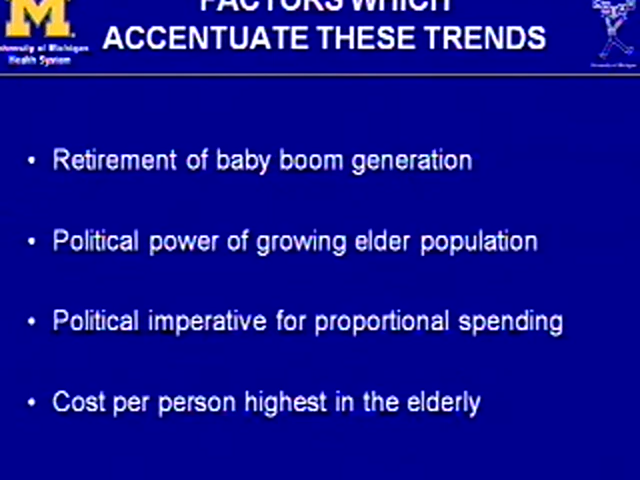 FACTORS WHICH
ACCENTUATE THESE TRENDS
M
University of Michigan
Health System
• Retirement of baby boom generation
• Political power of growing elder population
• Political imperative for proportional spending
• Cost per person highest in the elderly